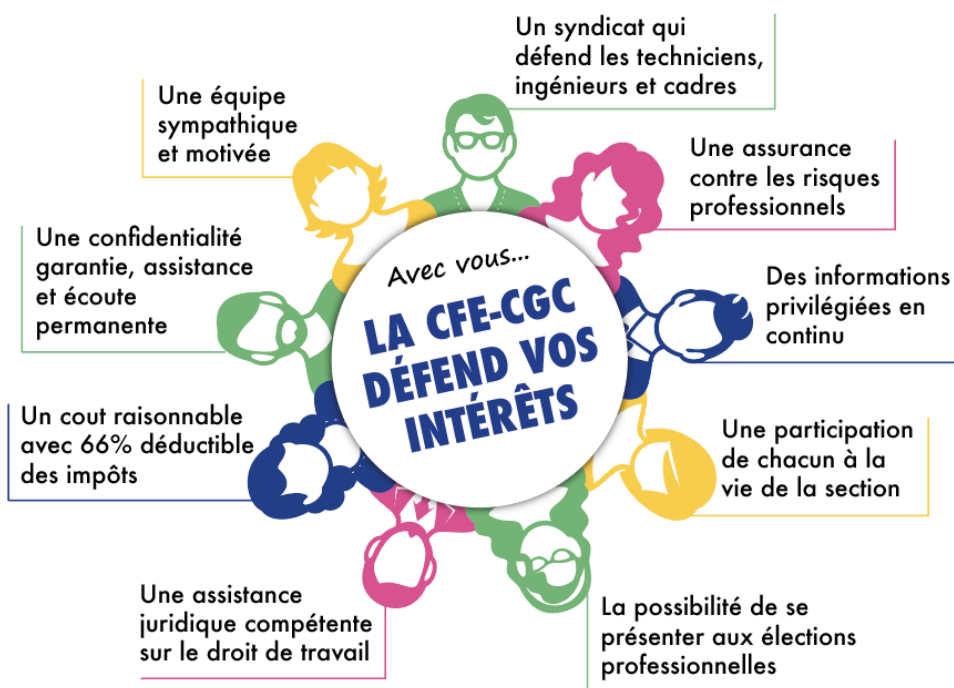 Un syndicat qui
défend les techniciens,
ingénieurs et cadres
Une équipe
sympathique
et motivée
Une assurance
contre les risques
professionnels
Une confidentialité
garantie, assistance
et écoute
permanente
Avec vous...
LA CFE-CGC
DÉFEND VOS
INTÉRÊTS
Des informations
privilégiées en
continu
Un cout raisonnable
avec 66% déductible
des impôts
Une participation
de chacun à la
vie de la section
Une assistance
juridique compétente
sur le droit de travail
La possibilité de se
présenter aux élections
professionnelles